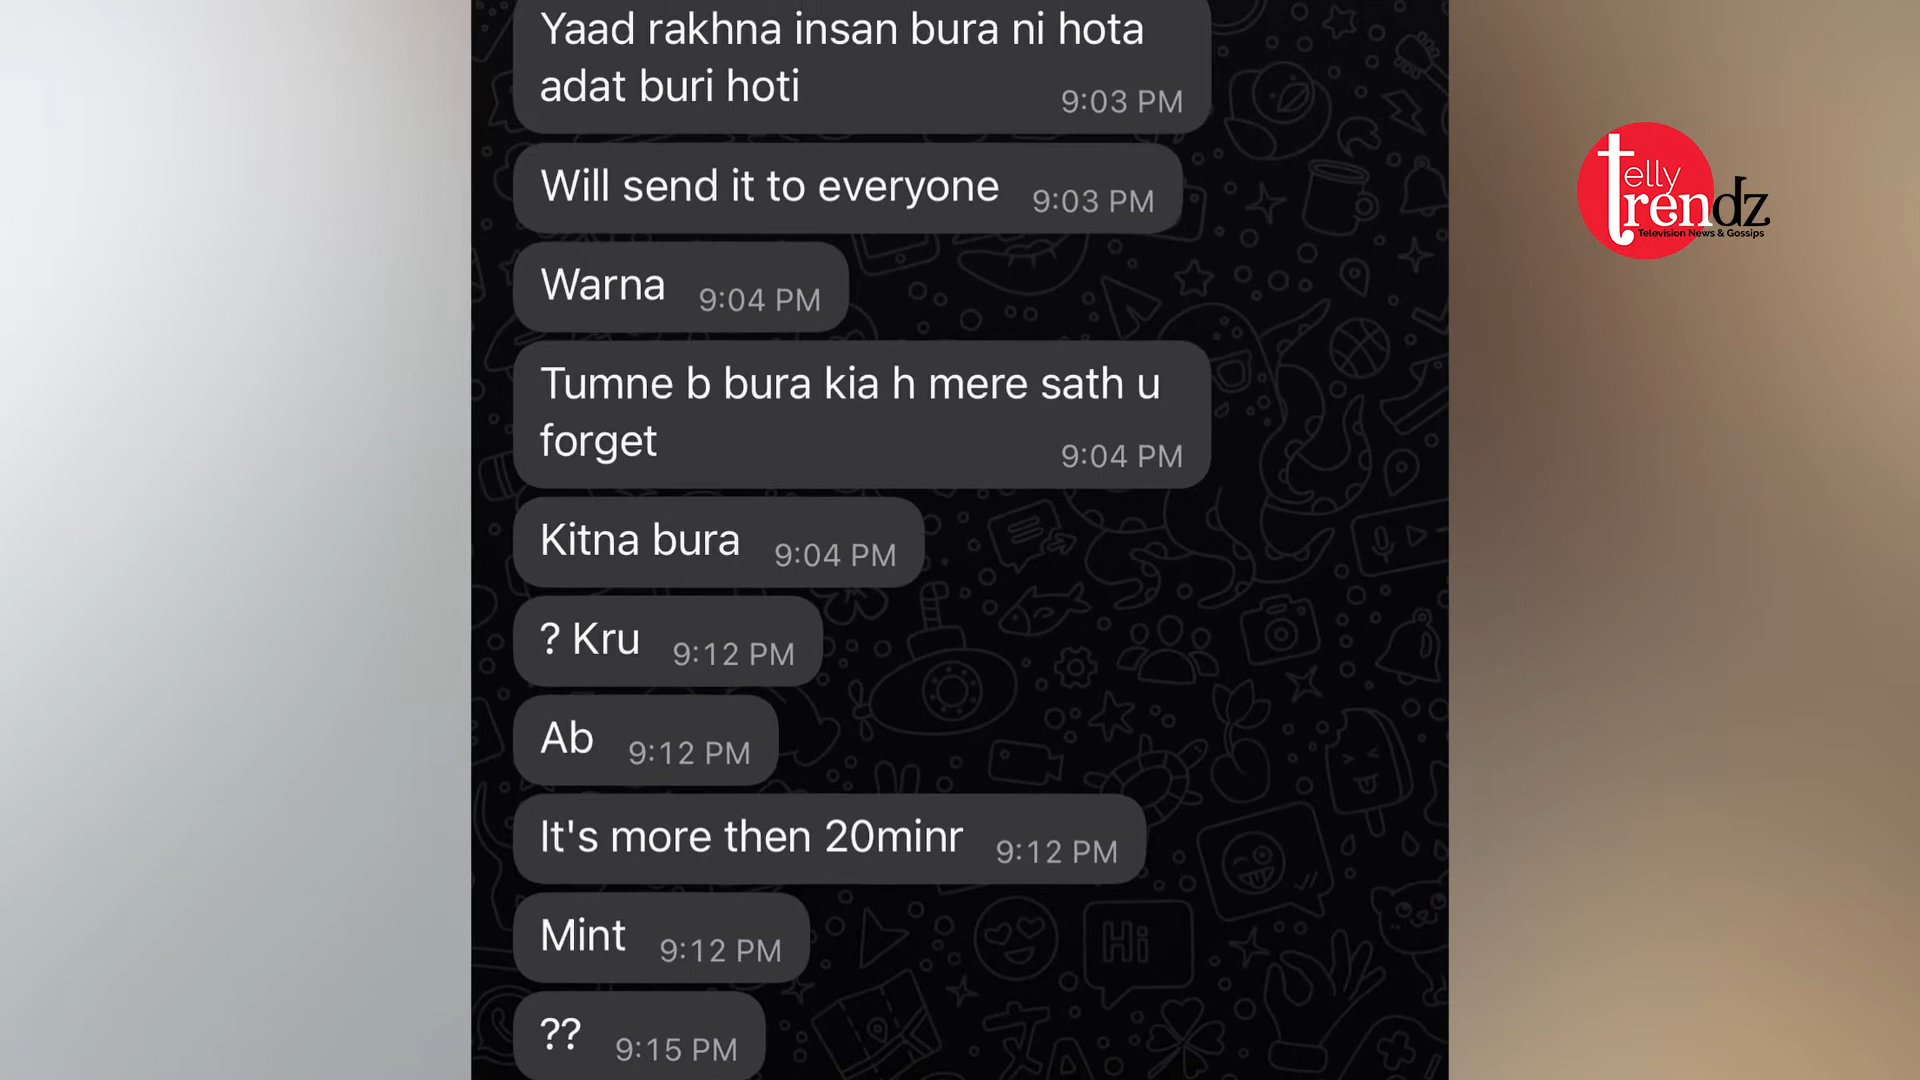 Yaad rakhna insan bura ni hota
adat buri hoti
9:03 PM
Will send it to everyone 9:03 PM
Warna 9:04 PM
Tumne b bura kia h mere sath u
forget
9:04 PM
Kitna bura 9:04 PM
? Kru 9:12 PM
Ab 9:12 PM
It's more then 20minr 9:12 PM
Mint 9:12 PM
?? 9:15 PM
Hi
telly
trendz
Television News & Gossips